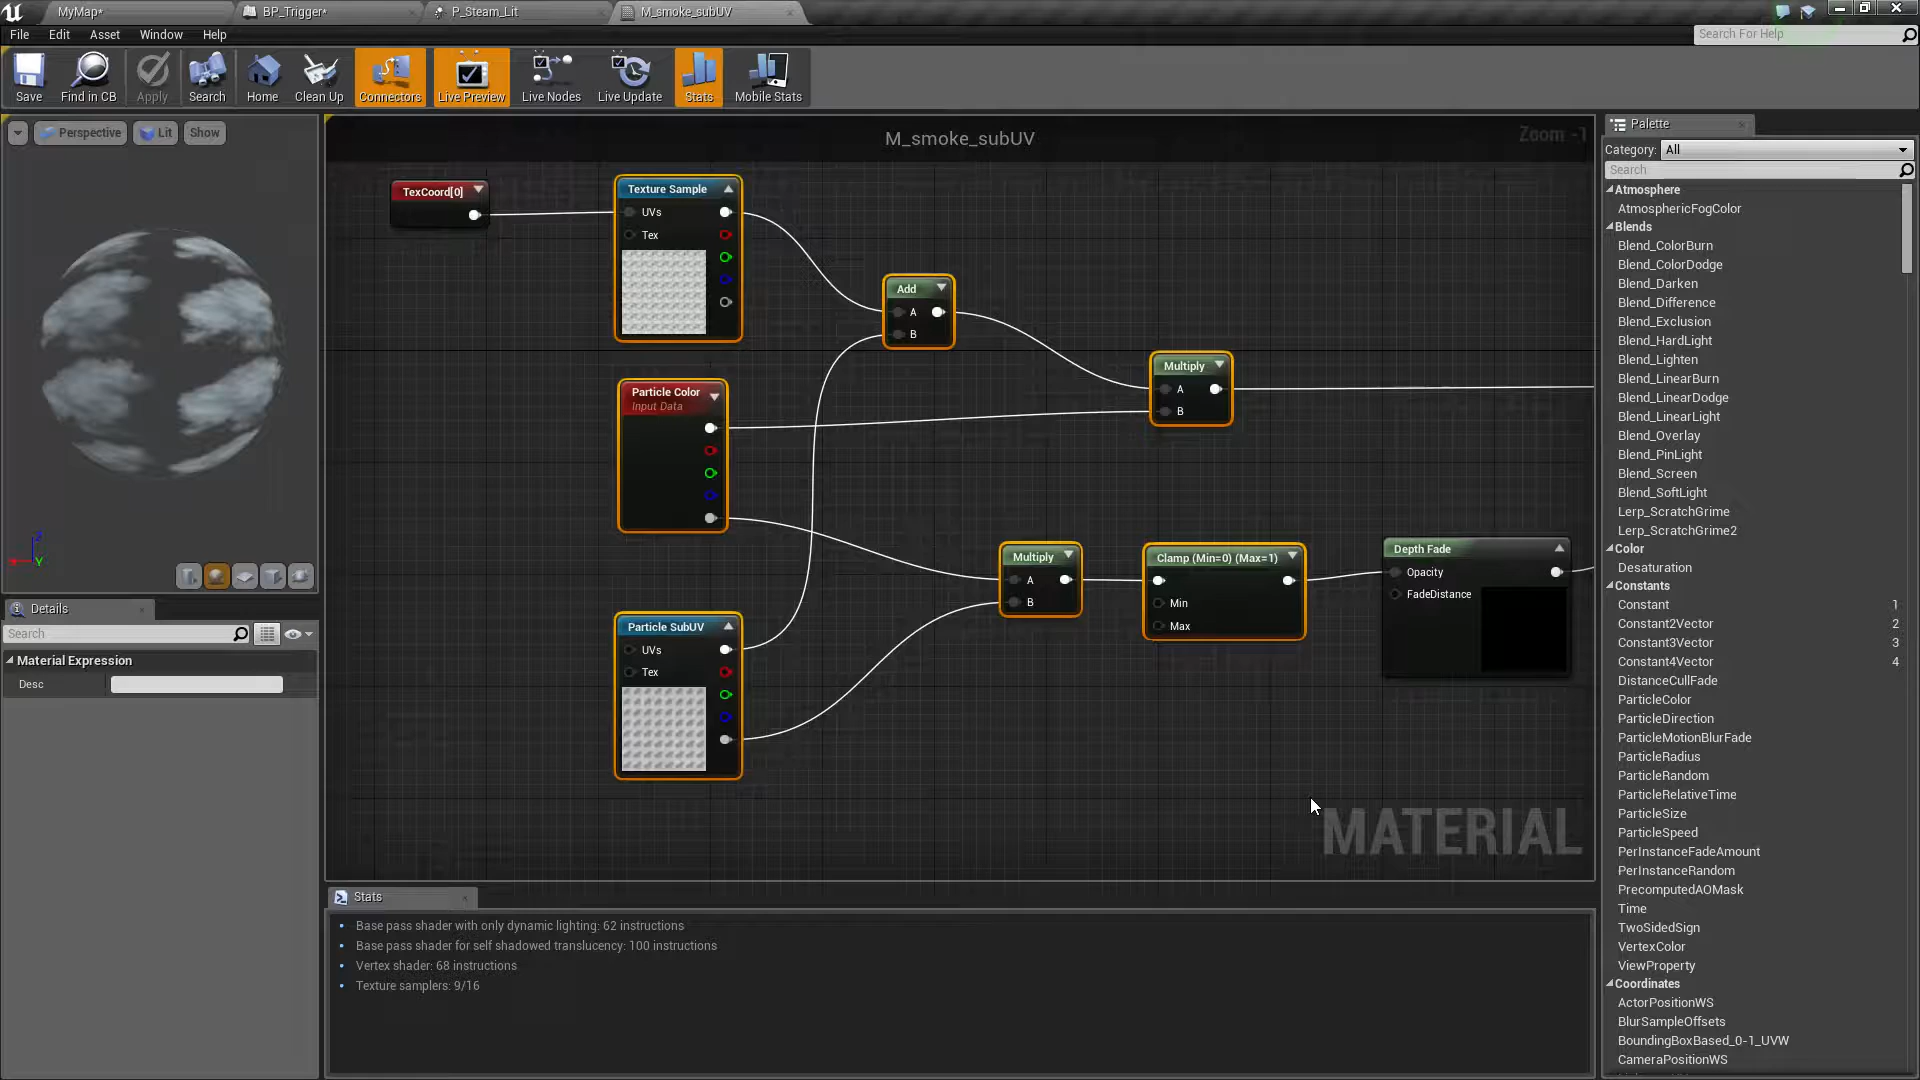 MyMap*
BP_Trigger*
P_Steam_Lit
M_smoke_subUV
File Edit Asset Window Help
Search For Help
Save
Find in CB
Apply
Search
Home
Clean Up
Connectors
Live Preview
Live Nodes
Live Update
Stats
Mobile Stats
Perspective
Lit
Show
Z
Y
Details
Search
Material Expression
Desc
M_smoke_subUV
Zoom -1
TexCoord[0]
Texture Sample
UVs
Tex
Add
A
B
Particle Color
Input Data
Multiply
A
B
Multiply
A
B
Clamp (Min=0) (Max=1)
Min
Max
Depth Fade
Opacity
FadeDistance
Particle SubUV
UVs
Tex
MATERIAL
Stats
Base pass shader with only dynamic lighting: 62 instructions
Base pass shader for self shadowed translucency: 100 instructions
Vertex shader: 68 instructions
Texture samplers: 9/16
Palette
Category: All
Search
Atmosphere
AtmosphericFogColor
Blends
Blend_ColorBurn
Blend_ColorDodge
Blend_Darken
Blend_Difference
Blend_Exclusion
Blend_HardLight
Blend_Lighten
Blend_LinearBurn
Blend_LinearDodge
Blend_LinearLight
Blend_Overlay
Blend_PinLight
Blend_Screen
Blend_SoftLight
Lerp_ScratchGrime
Lerp_ScratchGrime2
Color
Desaturation
Constants
Constant 1
Constant2Vector 2
Constant3Vector 3
Constant4Vector 4
DistanceCullFade
ParticleColor
ParticleDirection
ParticleMotionBlurFade
ParticleRadius
ParticleRandom
ParticleRelativeTime
ParticleSize
ParticleSpeed
PerInstanceFadeAmount
PerInstanceRandom
PrecomputedAOMask
Time
TwoSidedSign
VertexColor
ViewProperty
Coordinates
ActorPositionWS
BlurSampleOffsets
BoundingBoxBased_0-1_UVW
CameraPositionWS